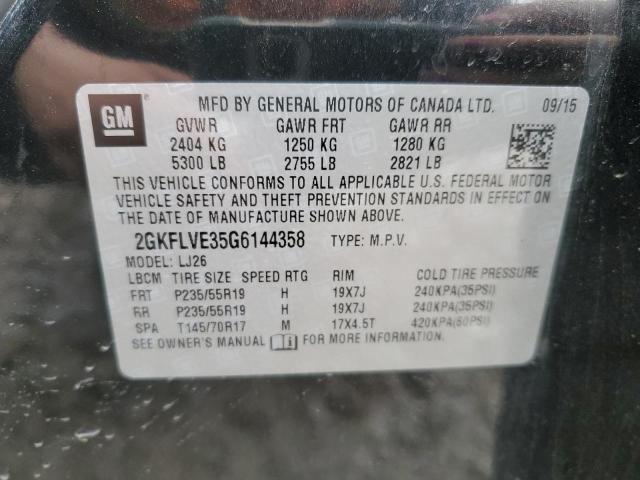 GM
MFD BY GENERAL MOTORS OF CANADA LTD. 09/15
GVWR GAWR FRT GAWR RR
2404 KG 1250 KG 1280 KG
5300 LB 2755 LB 2821 LB
THIS VEHICLE CONFORMS TO ALL APPLICABLE U.S. FEDERAL MOTOR
VEHICLE SAFETY AND THEFT PREVENTION STANDARDS IN EFFECT ON
THE DATE OF MANUFACTURE SHOWN ABOVE.
2GKFLVE35G6144358 TYPE: M.P.V.
MODEL: LJ26
LBCM TIRE SIZE SPEED RTG RIM COLD TIRE PRESSURE
FRT P235/55R19 H 19X7J 240KPA(35PSI)
RR P235/55R19 H 19X7J 240KPA(35PSI)
SPA T145/70R17 M 17X4.5T 420KPA(60PSI)
SEE OWNER'S MANUAL FOR MORE INFORMATION.